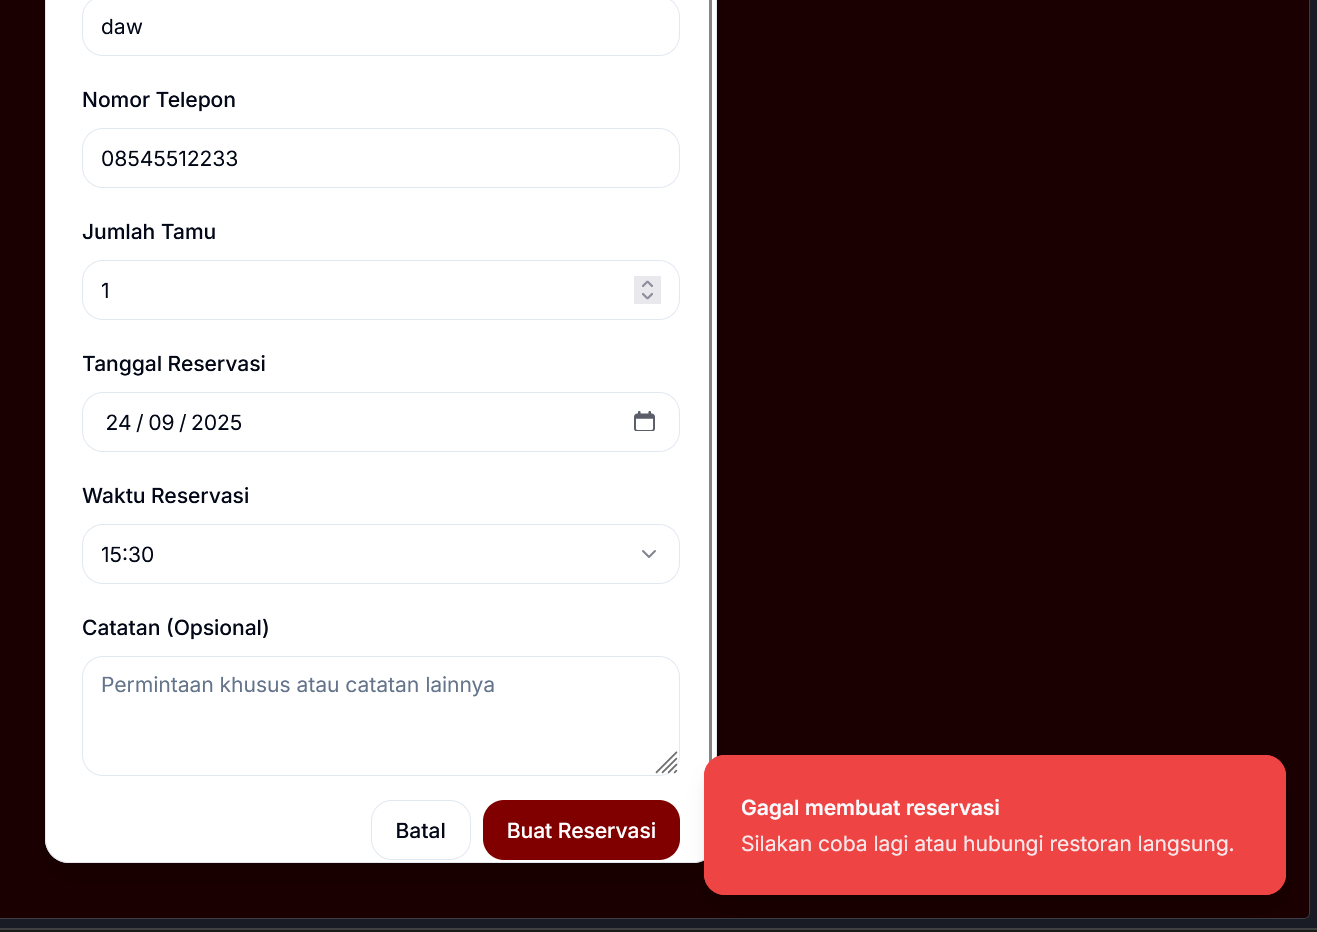 daw
Nomor Telepon
08545512233
Jumlah Tamu
1
Tanggal Reservasi
24 / 09 / 2025
Waktu Reservasi
15:30
Catatan (Opsional)
Permintaan khusus atau catatan lainnya
Batal
Buat Reservasi
Gagal membuat reservasi
Silakan coba lagi atau hubungi restoran langsung.